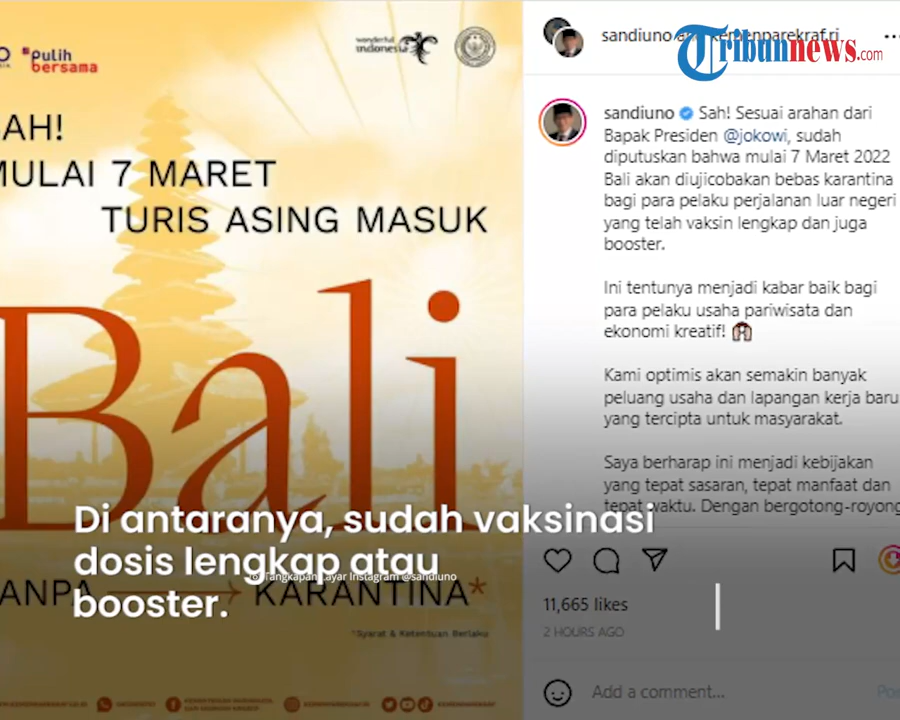 pulih
bersama
wonderful
indonesia
AH!
MULAI 7 MARET
TURIS ASING MASUK
Bali
ANPA → KARANTINA*
*Syarat & Ketentuan Berlaku
Tribunnews.com
sandiuno
sandiuno Sah! Sesuai arahan dari
Bapak Presiden @jokowi, sudah
diputuskan bahwa mulai 7 Maret 2022
Bali akan diujicobakan bebas karantina
bagi para pelaku perjalanan luar negeri
yang telah vaksin lengkap dan juga
booster.
Ini tentunya menjadi kabar baik bagi
para pelaku usaha pariwisata dan
ekonomi kreatif!
Kami optimis akan semakin banyak
peluang usaha dan lapangan kerja baru
yang tercipta untuk masyarakat.
Saya berharap ini menjadi kebijakan
yang tepat sasaran, tepat manfaat dan
tepat waktu. Dengan bergotong-royong
11,665 likes
2 HOURS AGO
Add a comment...
Di antaranya, sudah vaksinasi
dosis lengkap atau
booster.
Tangkapan Layar Instagram @sandiuno